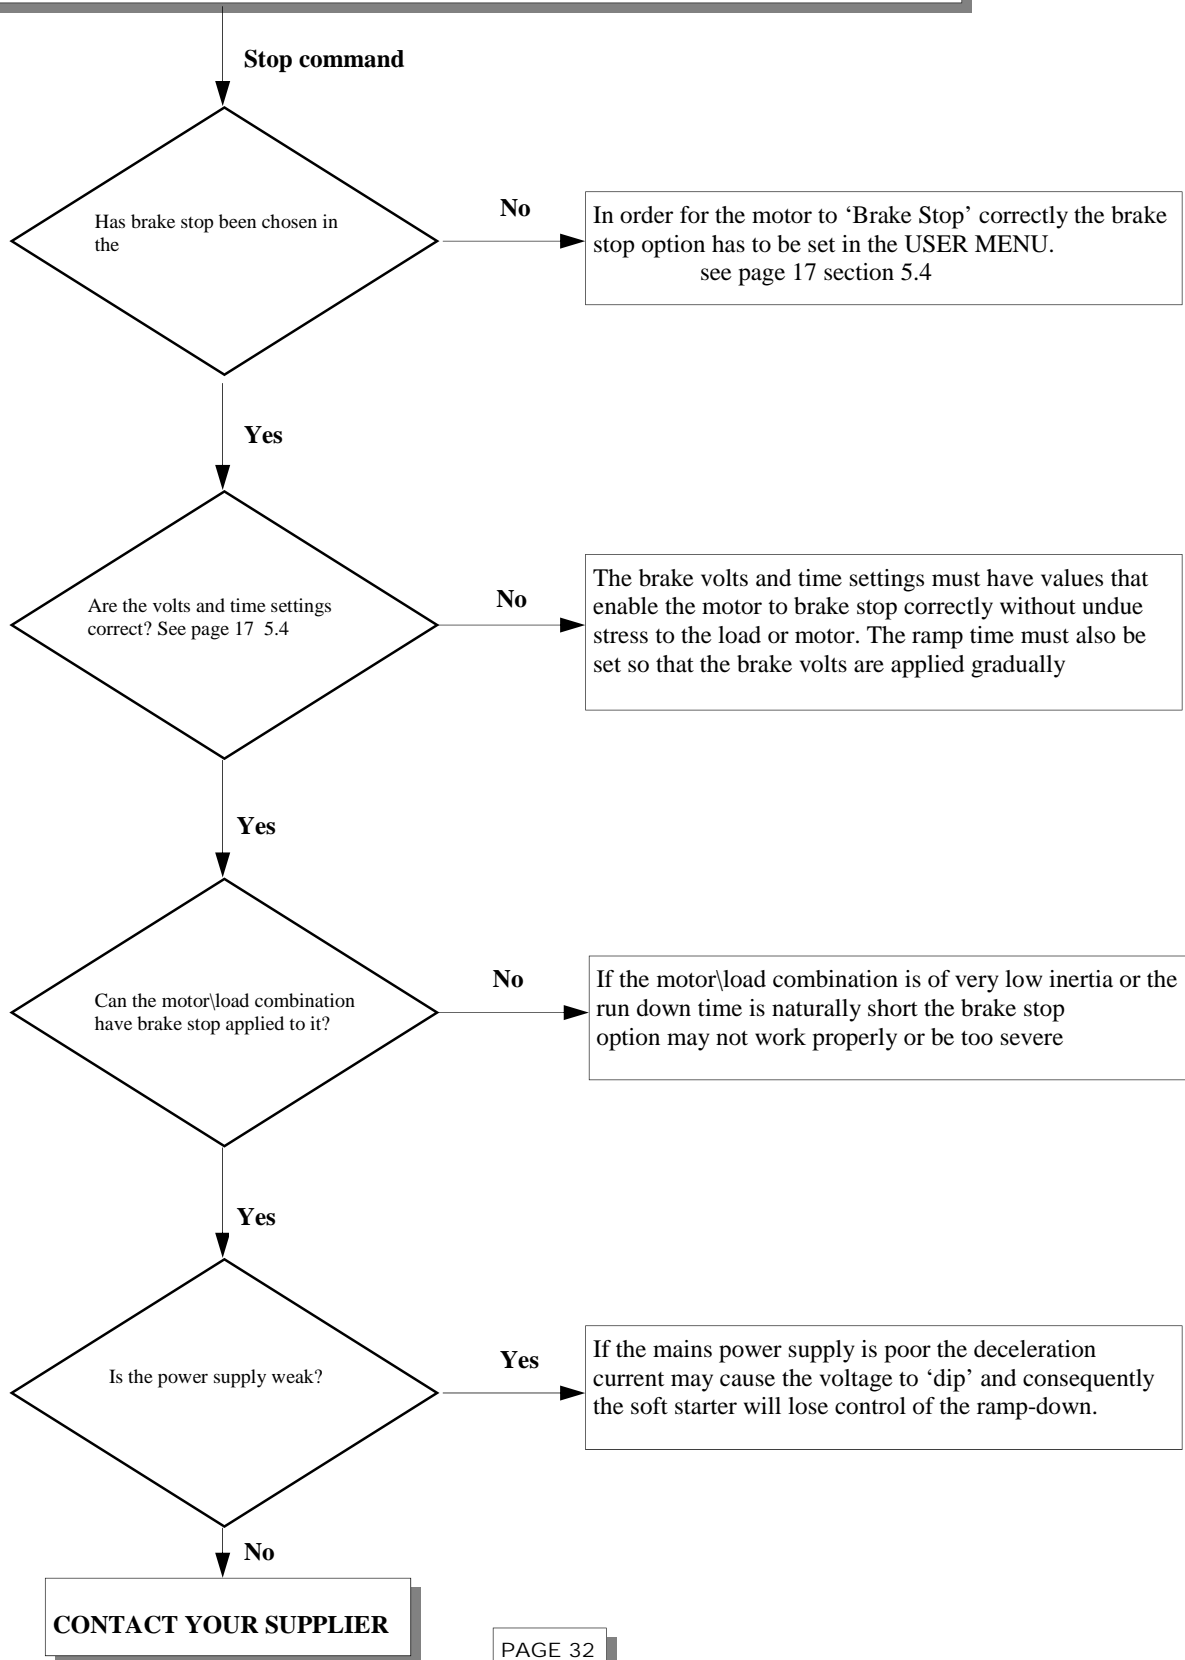 Stop command
Has brake stop been chosen in
the
No
In order for the motor to ‘Brake Stop’ correctly the brake
stop option has to be set in the USER MENU.
see page 17 section 5.4
Yes
Are the volts and time settings
correct? See page 17  5.4
No
The brake volts and time settings must have values that
enable the motor to brake stop correctly without undue
stress to the load or motor. The ramp time must also be
set so that the brake volts are applied gradually
Yes
Can the motor\load combination
have brake stop applied to it?
No
If the motor\load combination is of very low inertia or the
run down time is naturally short the brake stop
option may not work properly or be too severe
Yes
Is the power supply weak?
Yes
If the mains power supply is poor the deceleration
current may cause the voltage to ‘dip’ and consequently
the soft starter will lose control of the ramp-down.
No
CONTACT YOUR SUPPLIER
PAGE 32